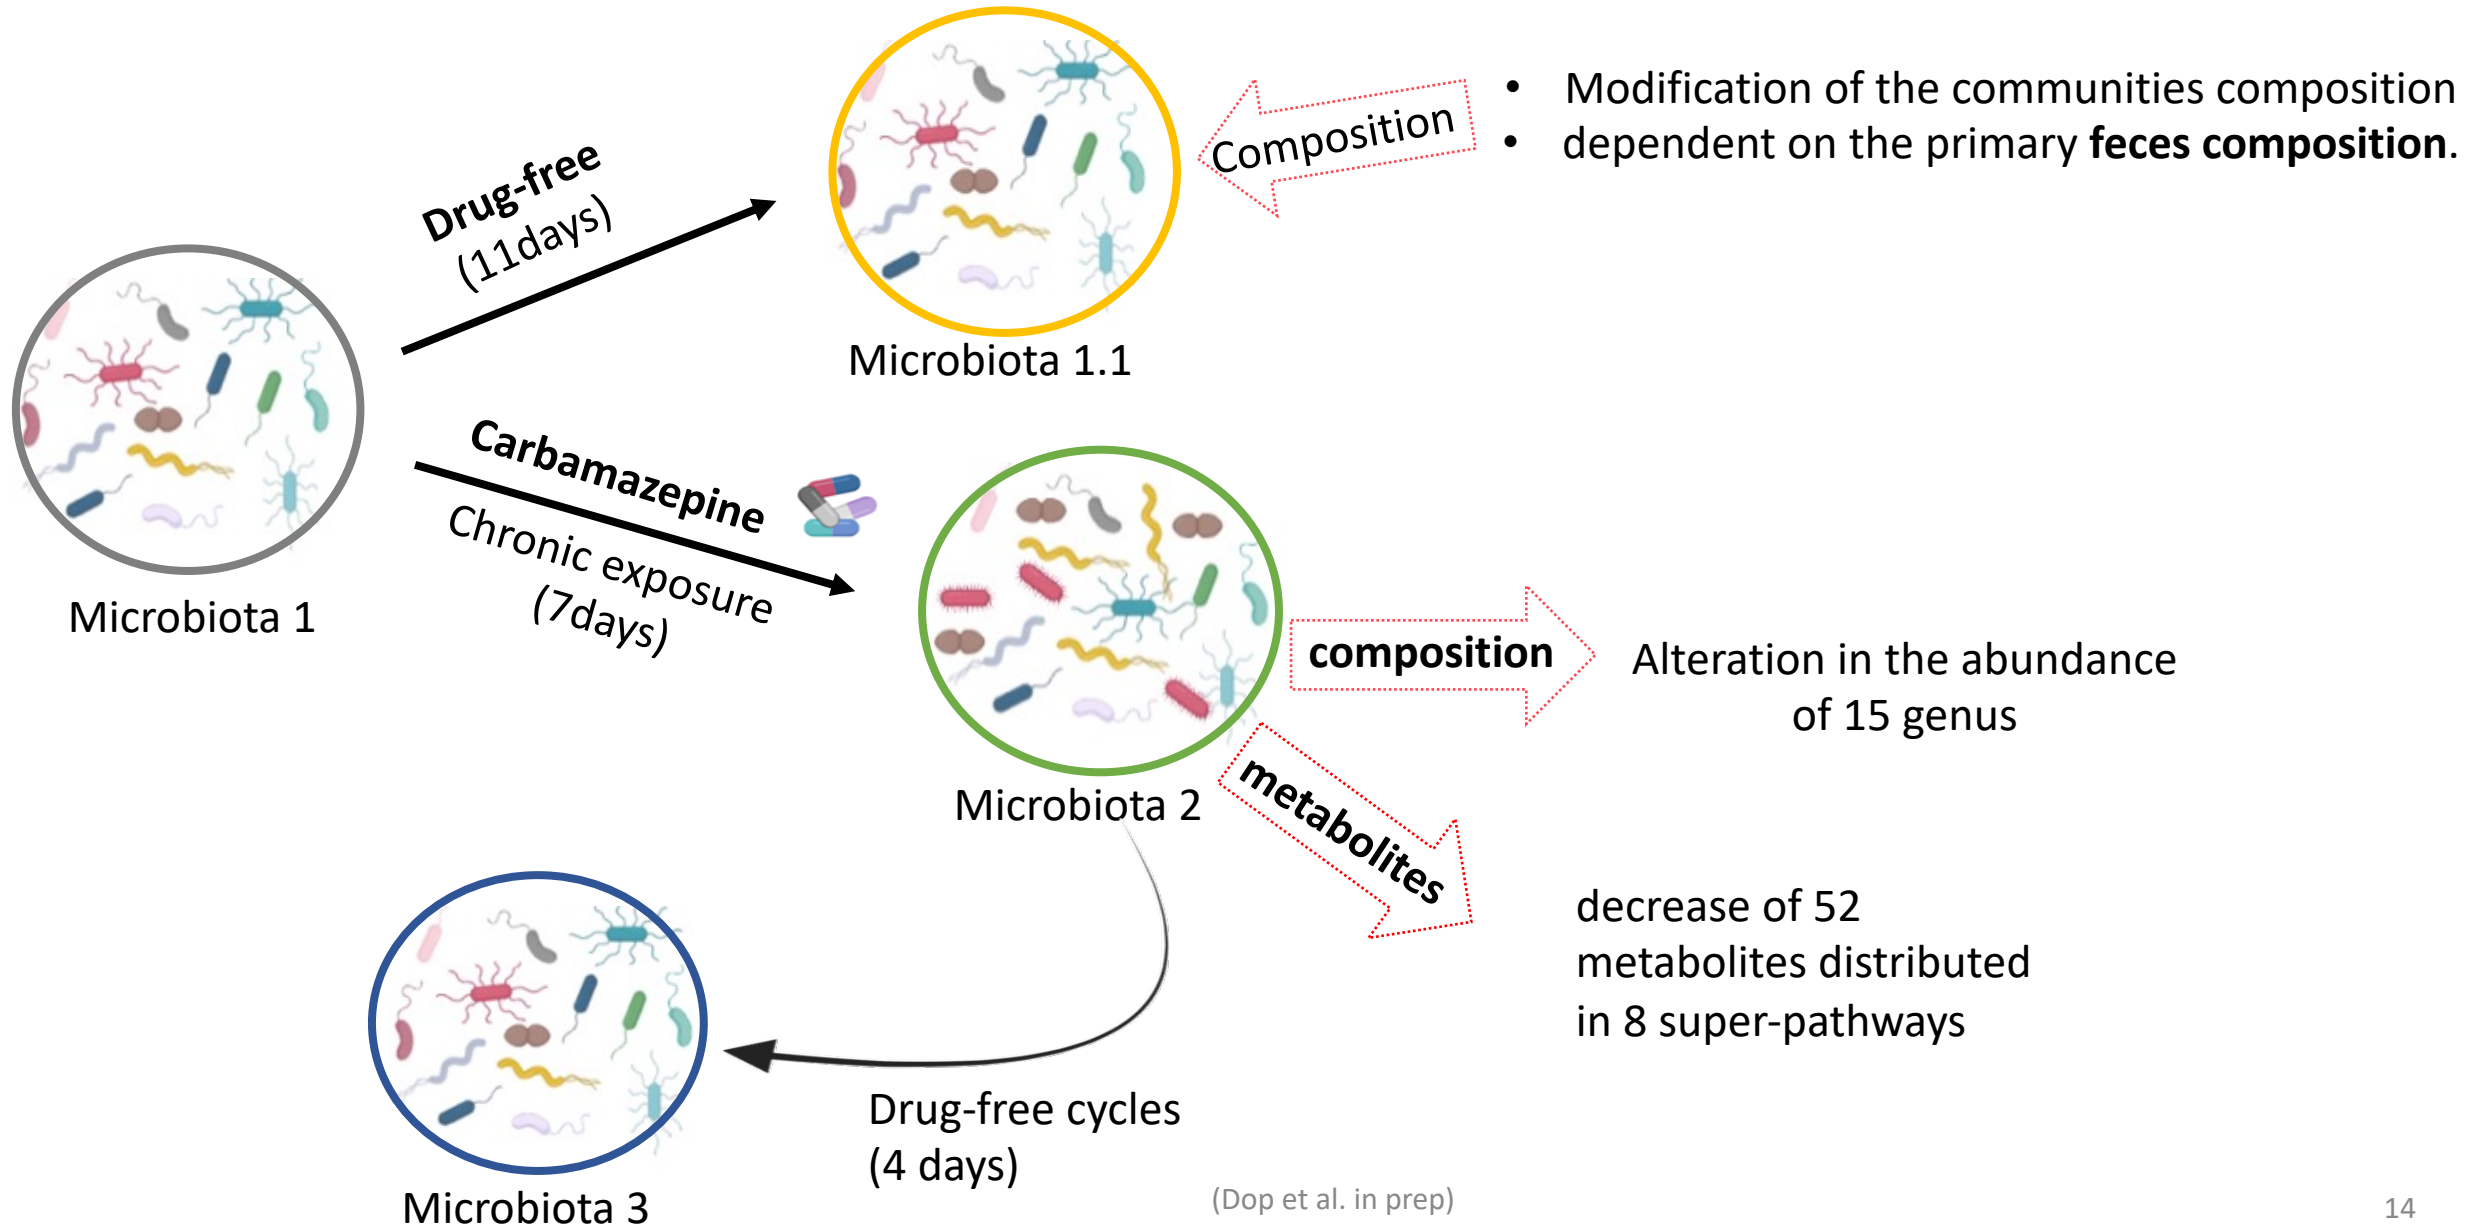 Drug-free
(11days)
Composition
• Modification of the communities composition
• dependent on the primary feces composition.
Microbiota 1.1
Microbiota 1
Carbamazepine
Chronic exposure
(7days)
Microbiota 2
composition
Alteration in the abundance
of 15 genus
metabolites
decrease of 52
metabolites distributed
in 8 super-pathways
Drug-free cycles
(4 days)
Microbiota 3
(Dop et al. in prep)
14